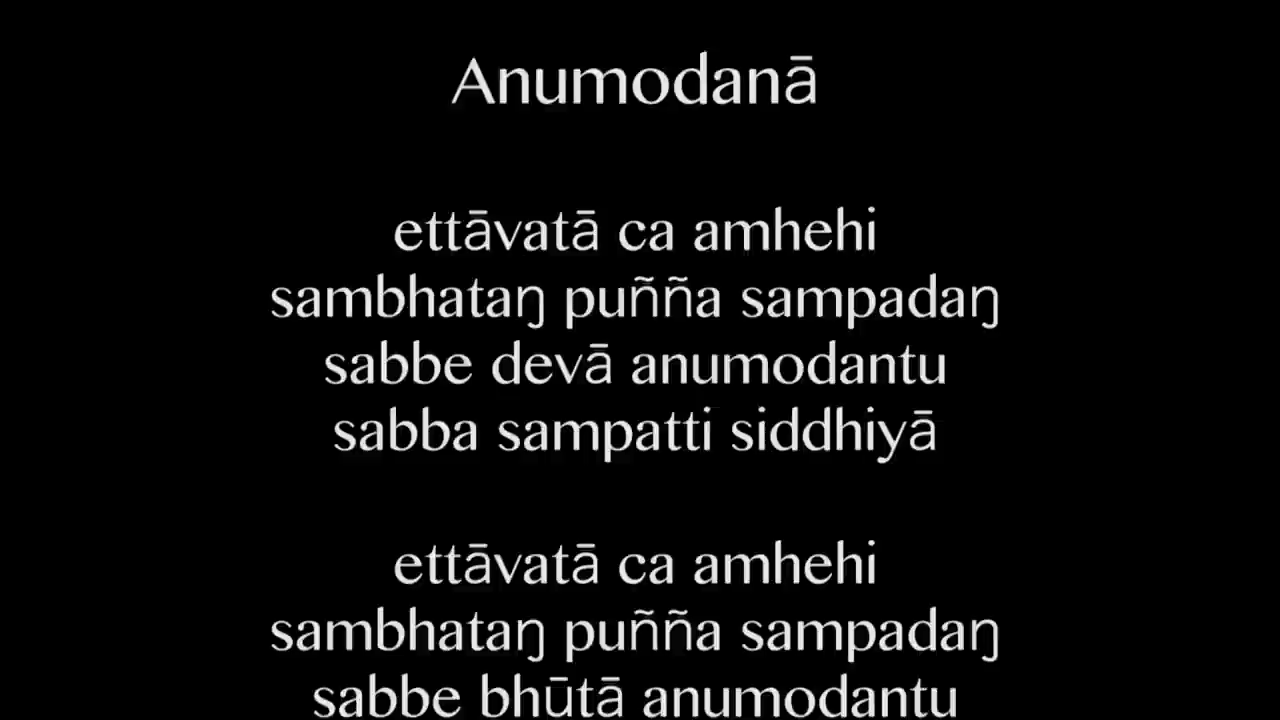 Anumodanā
ettāvatā ca amhehi
sambhataŋ puñña sampadaŋ
sabbe devā anumodantu
sabba sampatti siddhiyā
ettāvatā ca amhehi
sambhataŋ puñña sampadaŋ
sabbe bhūtā anumodantu